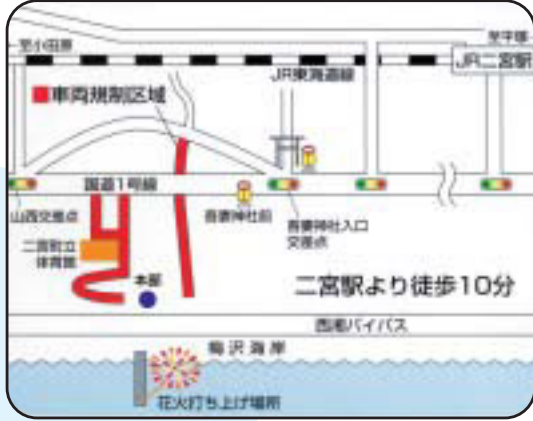 至小田原
至平塚
JR二宮駅
JR東海道線
■車両規制区域
国道1号線
山西交差点
吾妻神社前
吾妻神社入口
交差点
二宮町立
体育館
本部
二宮駅より徒歩10分
西湘バイパス
梅沢海岸
花火打ち上げ場所